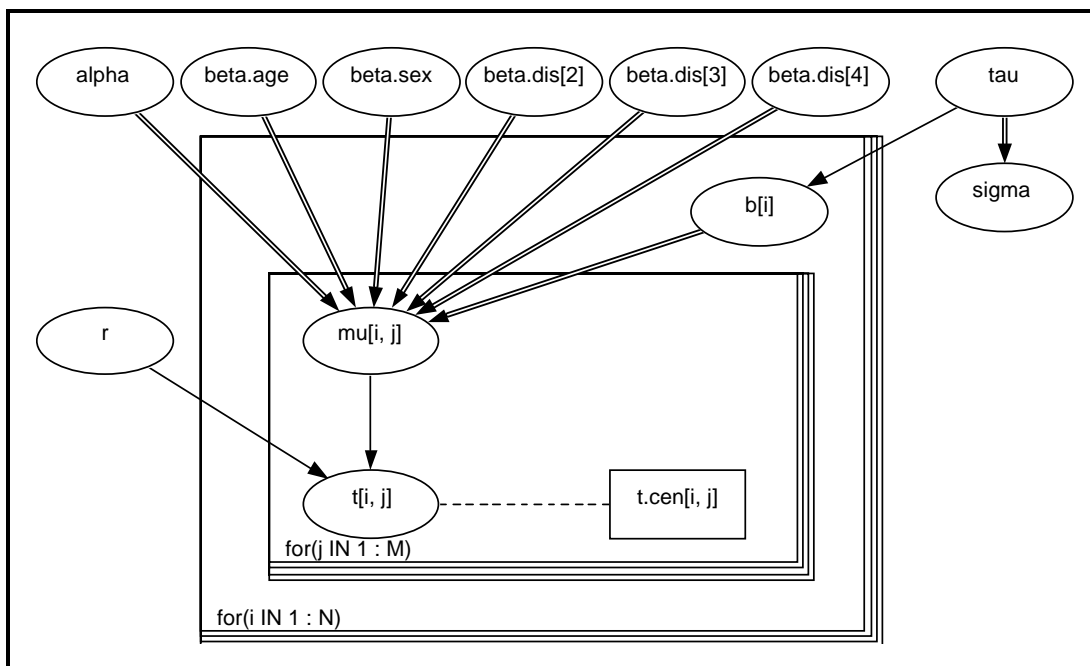 alpha
beta.age
beta.sex
beta.dis[2]
beta.dis[3]
beta.dis[4]
tau
sigma
b[i]
r
mu[i, j]
t[i, j]
t.cen[i, j]
for(j IN 1 : M)
for(i IN 1 : N)